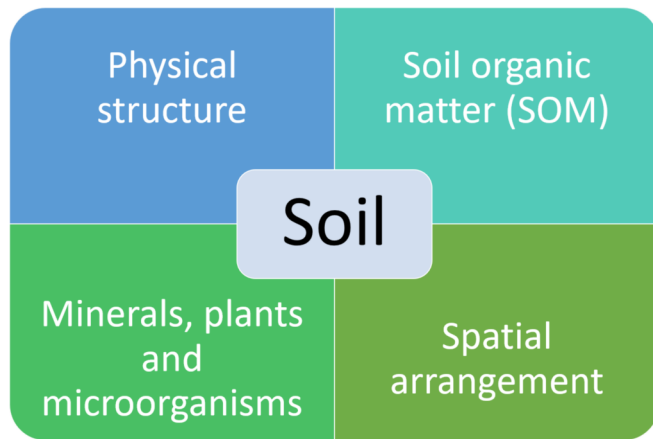 Physical
structure
Soil organic
matter (SOM)
Soil
Minerals, plants
and
microorganisms
Spatial
arrangement